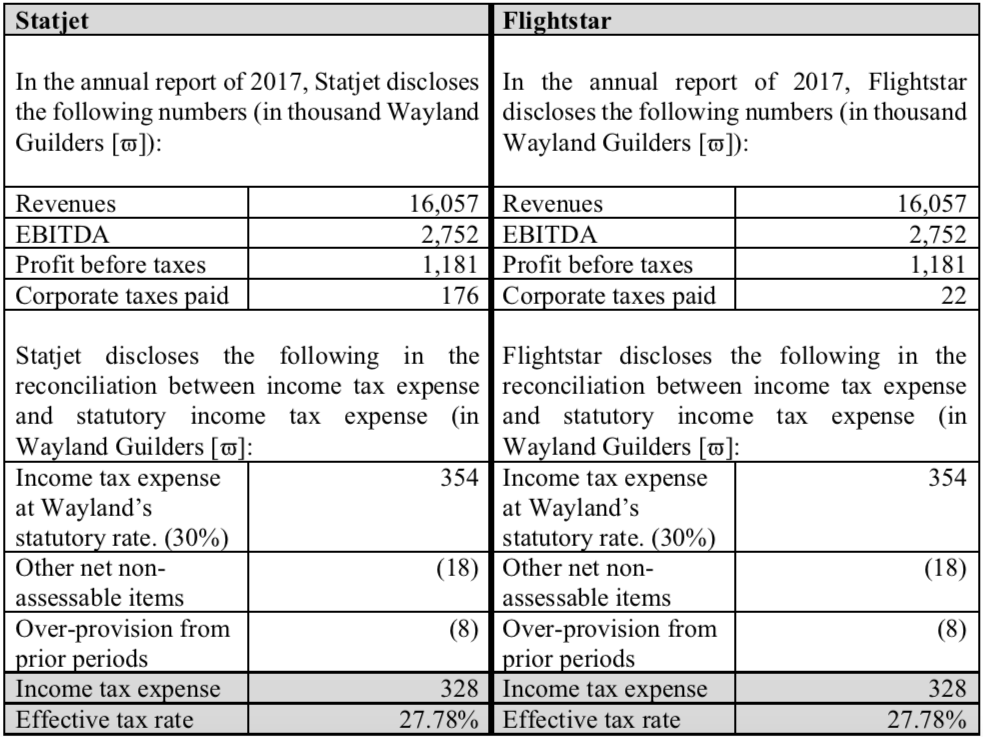 Statjet
In the annual report of 2017, Statjet discloses
the following numbers (in thousand Wayland
Guilders [ϖ]):
Revenues 16,057
EBITDA 2,752
Profit before taxes 1,181
Corporate taxes paid 176
Statjet discloses the following in the
reconciliation between income tax expense
and statutory income tax expense (in
Wayland Guilders [ϖ]:
Income tax expense 354
at Wayland’s
statutory rate. (30%)
Other net non- (18)
assessable items
Over-provision from (8)
prior periods
Income tax expense 328
Effective tax rate 27.78%
Flightstar
In the annual report of 2017, Flightstar
discloses the following numbers (in thousand
Wayland Guilders [ϖ]):
Revenues 16,057
EBITDA 2,752
Profit before taxes 1,181
Corporate taxes paid 22
Flightstar discloses the following in the
reconciliation between income tax expense
and statutory income tax expense (in
Wayland Guilders [ϖ]:
Income tax expense 354
at Wayland’s
statutory rate. (30%)
Other net non- (18)
assessable items
Over-provision from (8)
prior periods
Income tax expense 328
Effective tax rate 27.78%